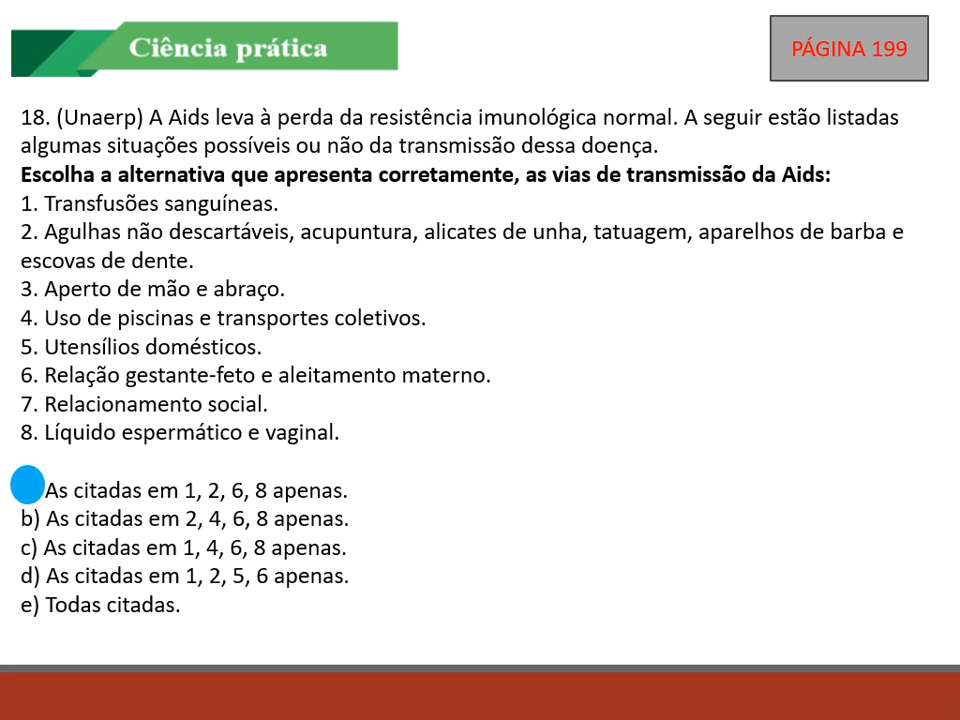 Ciência prática
PÁGINA 199
18. (Unaerp) A Aids leva à perda da resistência imunológica normal. A seguir estão listadas
algumas situações possíveis ou não da transmissão dessa doença.
Escolha a alternativa que apresenta corretamente, as vias de transmissão da Aids:
1. Transfusões sanguíneas.
2. Agulhas não descartáveis, acupuntura, alicates de unha, tatuagem, aparelhos de barba e
escovas de dente.
3. Aperto de mão e abraço.
4. Uso de piscinas e transportes coletivos.
5. Utensílios domésticos.
6. Relação gestante-feto e aleitamento materno.
7. Relacionamento social.
8. Líquido espermático e vaginal.
As citadas em 1, 2, 6, 8 apenas.
b) As citadas em 2, 4, 6, 8 apenas.
c) As citadas em 1, 4, 6, 8 apenas.
d) As citadas em 1, 2, 5, 6 apenas.
e) Todas citadas.